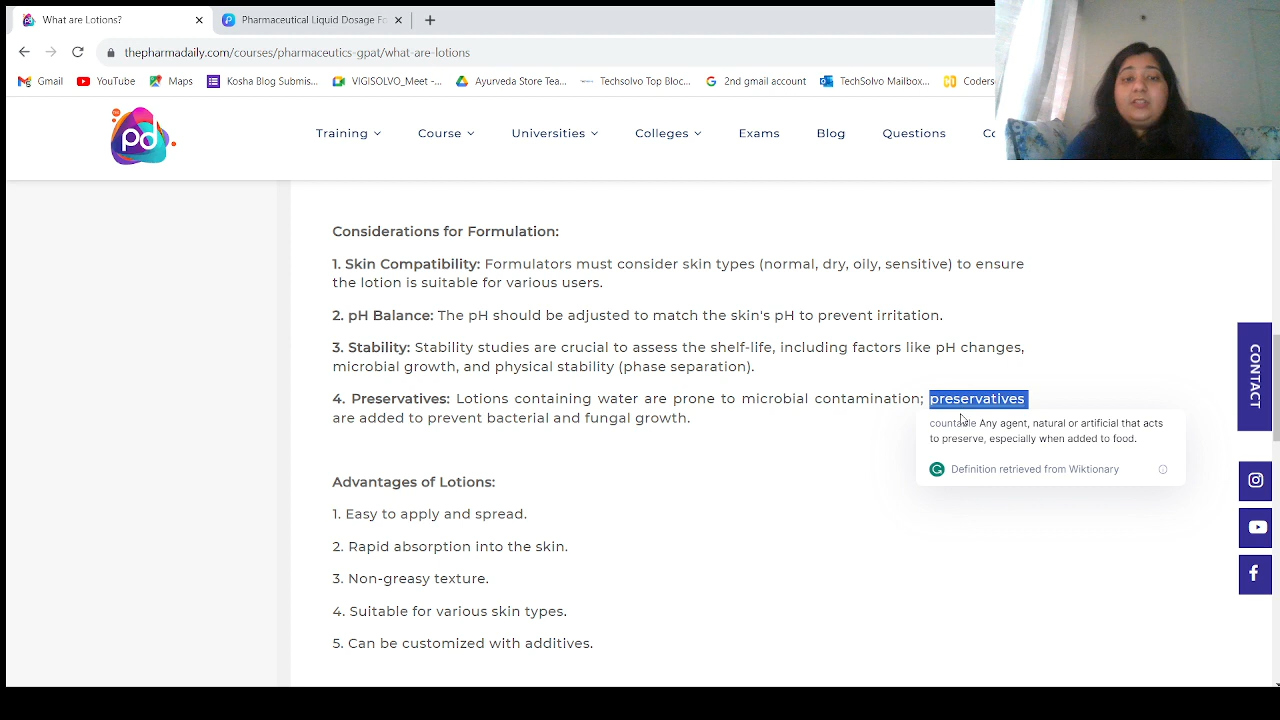 What are Lotions?
Pharmaceutical Liquid Dosage Fo
thepharmadaily.com/courses/pharmaceutics-gpat/what-are-lotions
Gmail YouTube Maps Kosha Blog Submis... VIGISOLVO_Meet -... Ayurveda Store Tea... Techsolvo Top Bloc... 2nd gmail account TechSolvo Mailbox... Coders
pd
Training Course Universities Colleges Exams Blog Questions Co
Considerations for Formulation:
1. Skin Compatibility: Formulators must consider skin types (normal, dry, oily, sensitive) to ensure
the lotion is suitable for various users.
2. pH Balance: The pH should be adjusted to match the skin's pH to prevent irritation.
3. Stability: Stability studies are crucial to assess the shelf-life, including factors like pH changes,
microbial growth, and physical stability (phase separation).
4. Preservatives: Lotions containing water are prone to microbial contamination; preservatives
are added to prevent bacterial and fungal growth.
countable Any agent, natural or artificial that acts
to preserve, especially when added to food.
Definition retrieved from Wiktionary
Advantages of Lotions:
1. Easy to apply and spread.
2. Rapid absorption into the skin.
3. Non-greasy texture.
4. Suitable for various skin types.
5. Can be customized with additives.
CONTACT